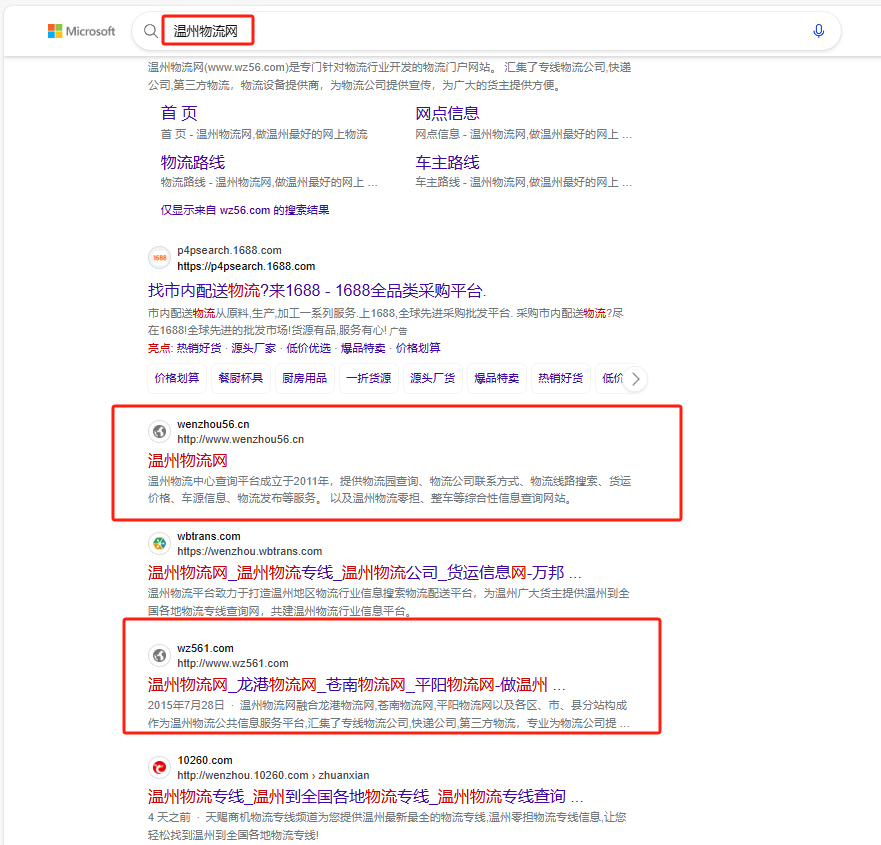 Microsoft
温州物流网
温州物流网(www.wz56.com)是专门针对物流行业开发的物流门户网站。 汇集了专线物流公司,快递
公司,第三方物流，物流设备提供商，为物流公司提供宣传，为广大的货主提供方便。
首 页
首 页 - 温州物流网,做温州最好的网上物流
网点信息
网点信息 - 温州物流网,做温州最好的网上 ...
物流路线
物流路线 - 温州物流网,做温州最好的网上 ...
车主路线
车主路线 - 温州物流网,做温州最好的网上 ...
仅显示来自 wz56.com 的搜索结果
1688
p4psearch.1688.com
https://p4psearch.1688.com
找市内配送物流?来1688 - 1688全品类采购平台.
市内配送物流从原料,生产,加工一系列服务.上1688,全球先进采购批发平台. 采购市内配送物流?尽
在1688!全球先进的批发市场!货源有品,服务有心! 广告
亮点: 热销好货 · 源头厂家 · 低价优选 · 爆品特卖 · 价格划算
价格划算 餐厨杯具 厨房用品 一折货源 源头厂货 爆品特卖 热销好货 低价
wenzhou56.cn
http://www.wenzhou56.cn
温州物流网
温州物流中心查询平台成立于2011年，提供物流园查询、物流公司联系方式、物流线路搜索、货运
价格、车源信息、物流发布等服务。 以及温州物流零担、整车等综合性信息查询网站。
wbtrans.com
https://wenzhou.wbtrans.com
温州物流网_温州物流专线_温州物流公司_货运信息网-万邦 ...
温州物流平台致力于打造温州地区物流行业信息搜索物流配送平台，为温州广大货主提供温州到全
国各地物流专线查询网，共建温州物流行业信息平台。
wz561.com
http://www.wz561.com
温州物流网_龙港物流网_苍南物流网_平阳物流网-做温州 ...
2015年7月28日 · 温州物流网融合龙港物流网,苍南物流网,平阳物流网以及各区、市、县分站构成
作为温州物流公共信息服务平台,汇集了专线物流公司,快递公司,第三方物流，专业为物流公司提 ...
10260.com
http://wenzhou.10260.com › zhuanxian
温州物流专线_温州到全国各地物流专线_温州物流专线查询 ...
4 天之前 · 天赐商机物流专线频道为您提供温州最新最全的物流专线,温州零担物流专线信息,让您
轻松找到温州到全国各地物流专线!